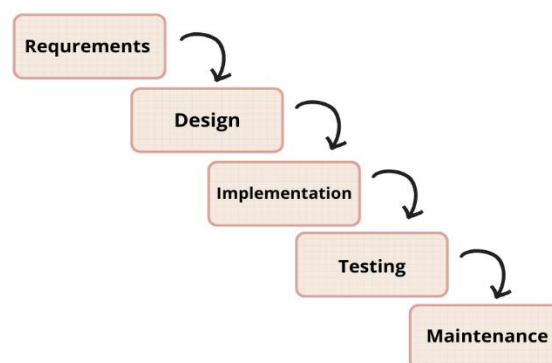 Requrements
Design
Implementation
Testing
Maintenance